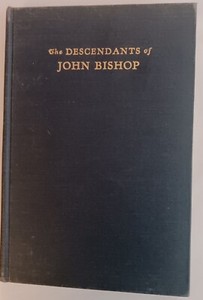 The DESCENDANTS of
JOHN BISHOP